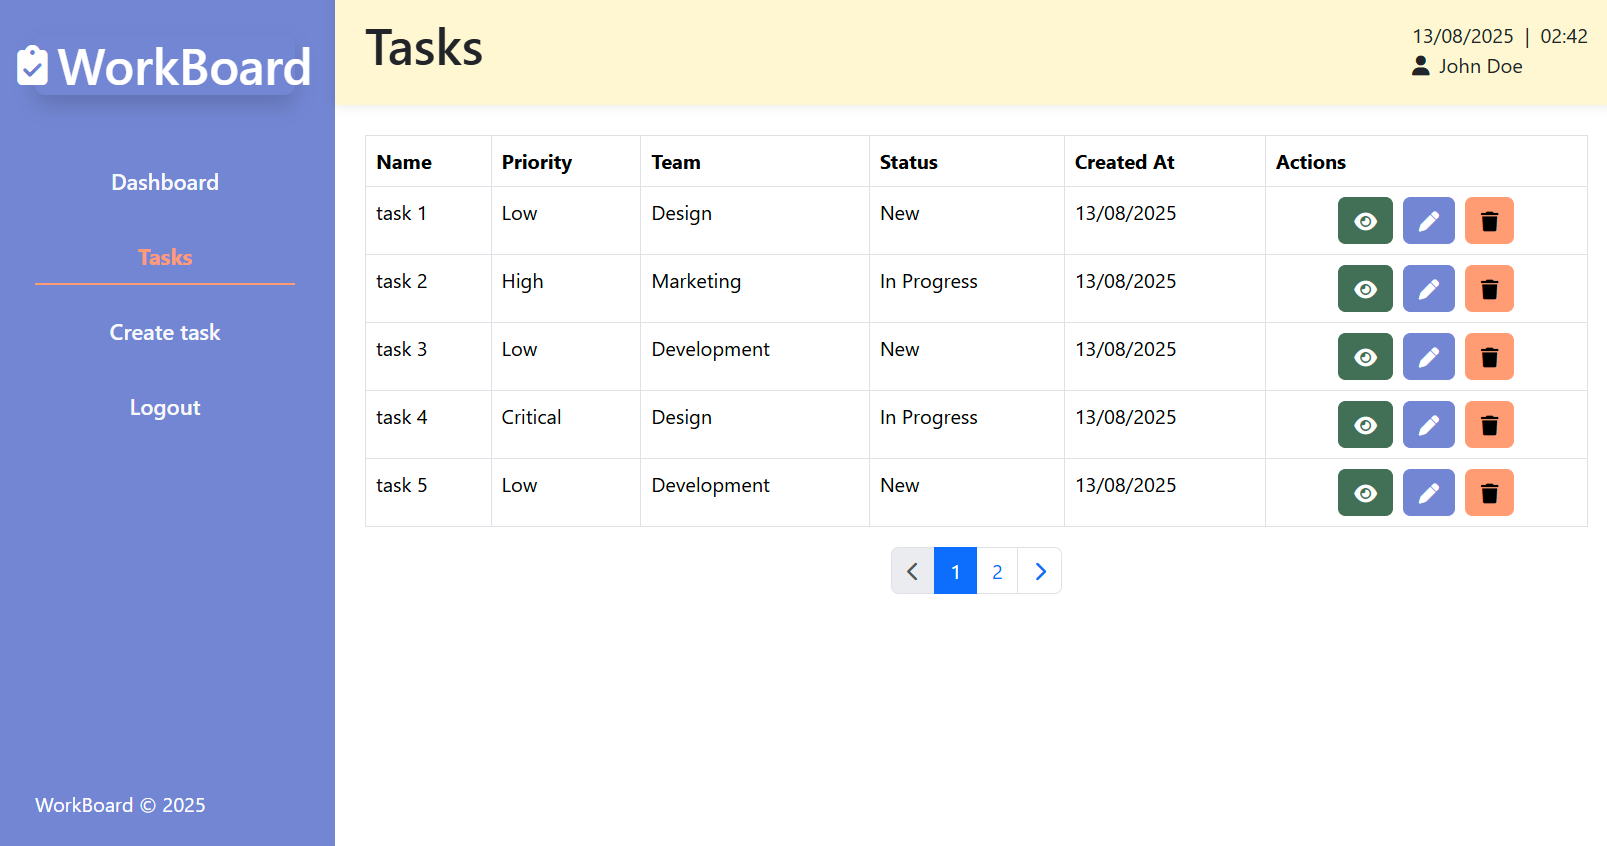 WorkBoard
Dashboard
Tasks
Create task
Logout
WorkBoard © 2025
Tasks
13/08/2025 | 02:42
John Doe
Name Priority Team Status Created At Actions
task 1 Low Design New 13/08/2025
task 2 High Marketing In Progress 13/08/2025
task 3 Low Development New 13/08/2025
task 4 Critical Design In Progress 13/08/2025
task 5 Low Development New 13/08/2025
1 2